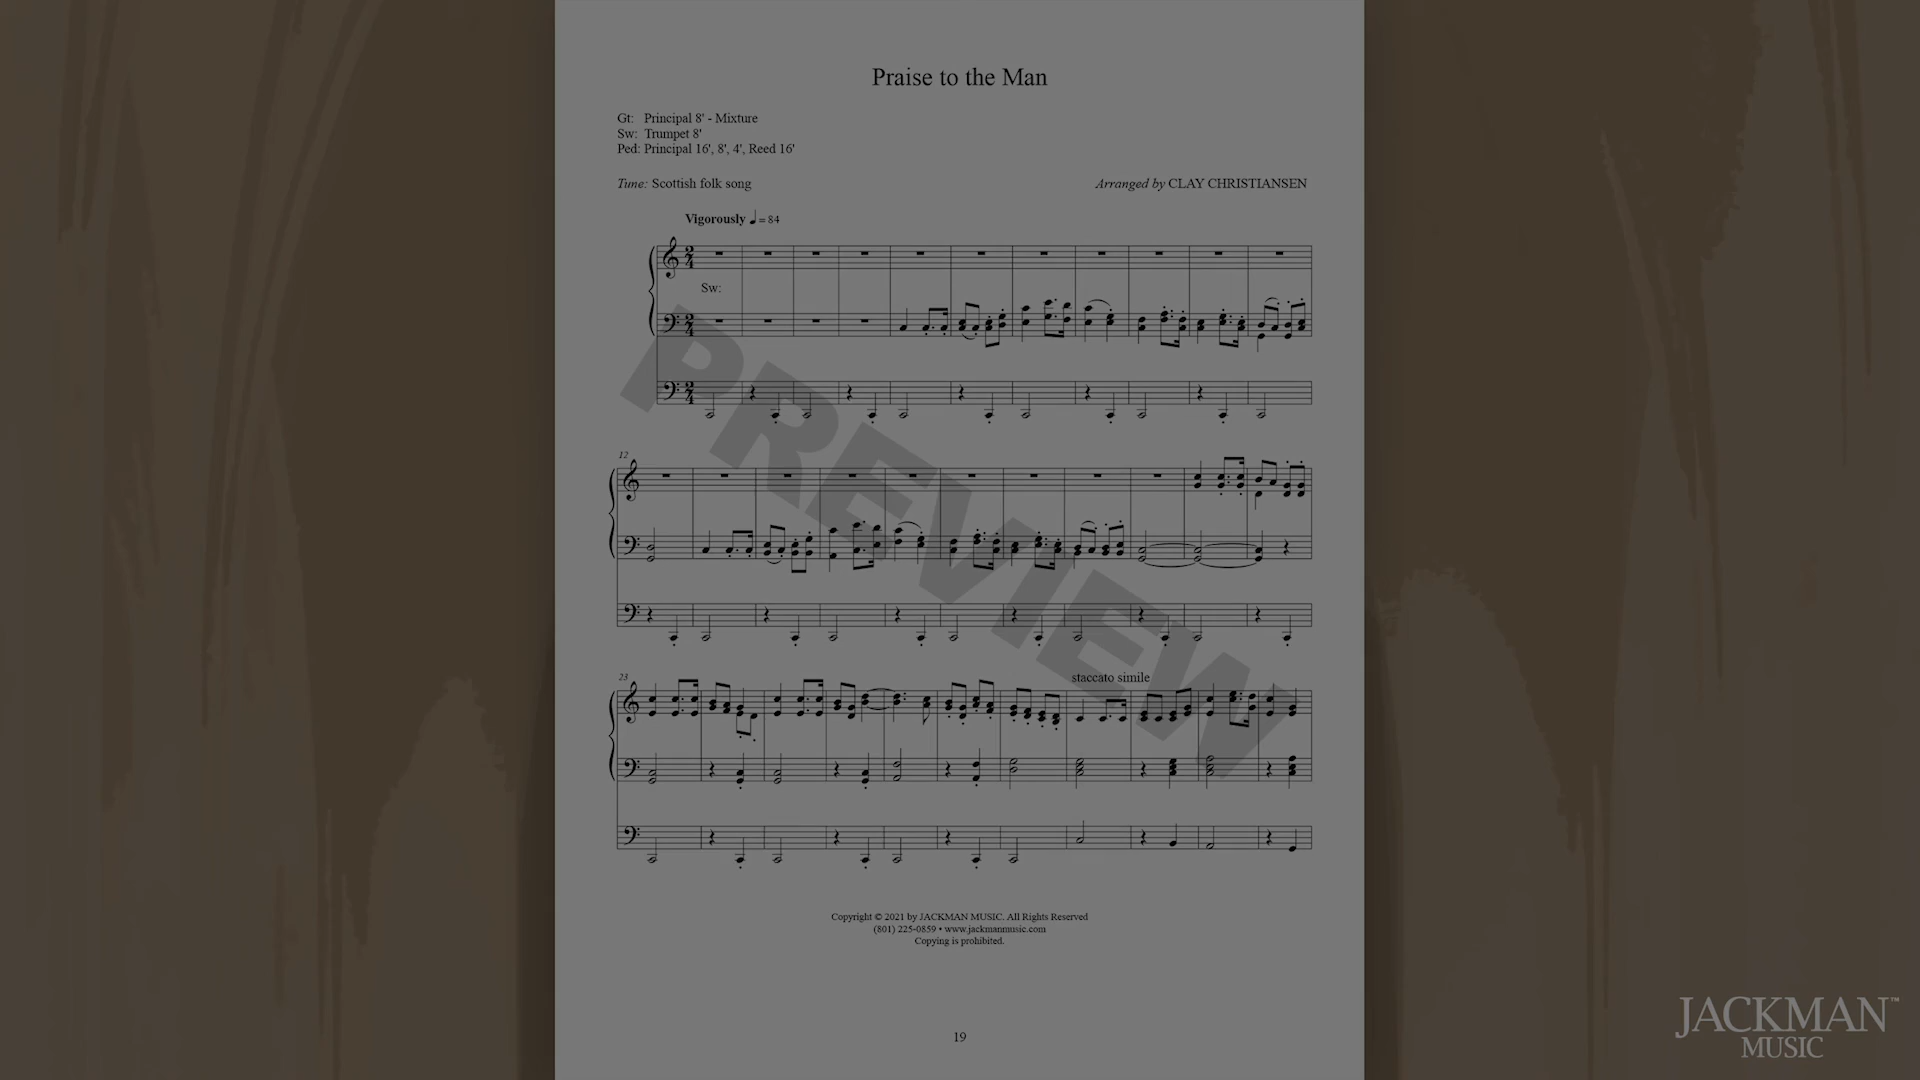 Praise to the Man
Gt: Principal 8' - Mixture
Sw: Trumpet 8'
Ped: Principal 16', 8', 4', Reed 16'
Tune: Scottish folk song
Arranged by CLAY CHRISTIANSEN
Vigorously ♩ = 84
Sw:
PREVIEW
12
23
staccato simile
Copyright © 2021 by JACKMAN MUSIC. All Rights Reserved
(801) 225-0859 • www.jackmanmusic.com
Copying is prohibited.
19
JACKMAN™
MUSIC